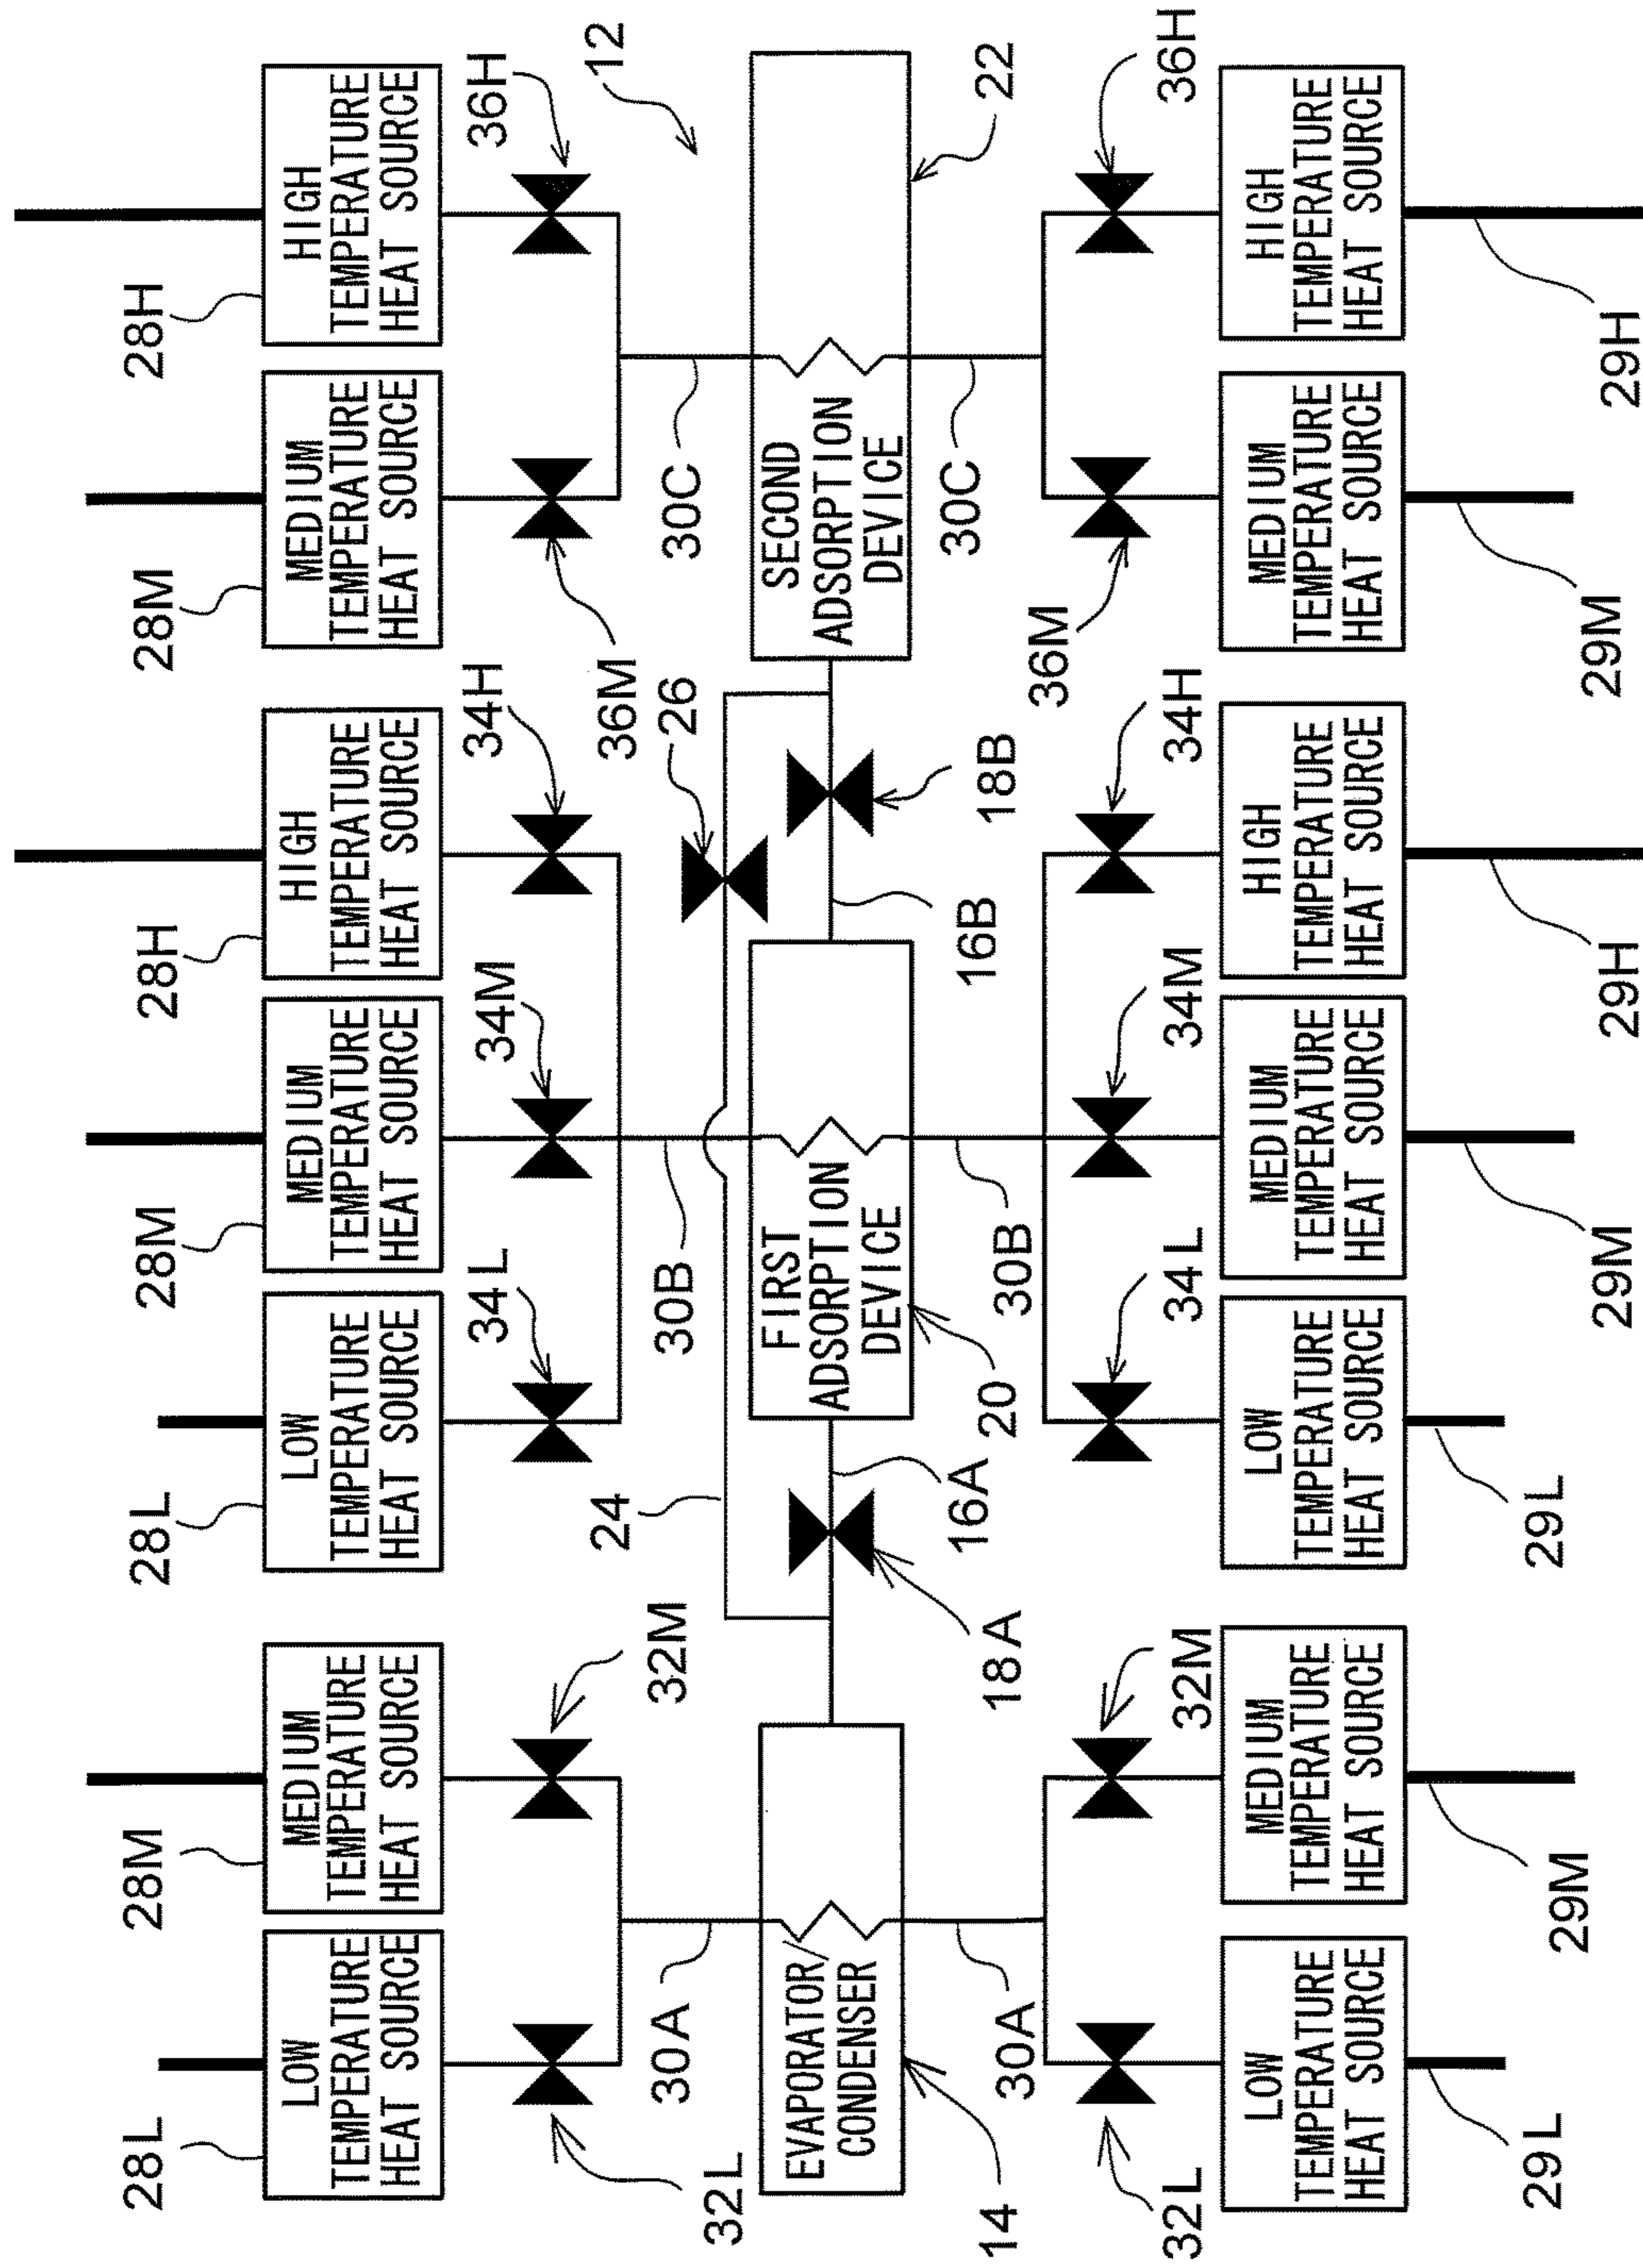 28L
28M
28L
28M
28H
28M
28H
LOW
TEMPERATURE
HEAT SOURCE
MEDIUM
TEMPERATURE
HEAT SOURCE
LOW
TEMPERATURE
HEAT SOURCE
MEDIUM
TEMPERATURE
HEAT SOURCE
HIGH
TEMPERATURE
HEAT SOURCE
MEDIUM
TEMPERATURE
HEAT SOURCE
HIGH
TEMPERATURE
HEAT SOURCE
32L
32M
34L
34M
34H
36M
36H
30A
24
30B
26
30C
12
EVAPORATOR/
CONDENSER
FIRST
ADSORPTION
DEVICE
SECOND
ADSORPTION
DEVICE
14
30A
18A
16A
20
30B
16B
18B
30C
22
32L
32M
34L
34M
34H
36M
36H
LOW
TEMPERATURE
HEAT SOURCE
MEDIUM
TEMPERATURE
HEAT SOURCE
LOW
TEMPERATURE
HEAT SOURCE
MEDIUM
TEMPERATURE
HEAT SOURCE
HIGH
TEMPERATURE
HEAT SOURCE
MEDIUM
TEMPERATURE
HEAT SOURCE
HIGH
TEMPERATURE
HEAT SOURCE
29L
29M
29L
29M
29H
29M
29H